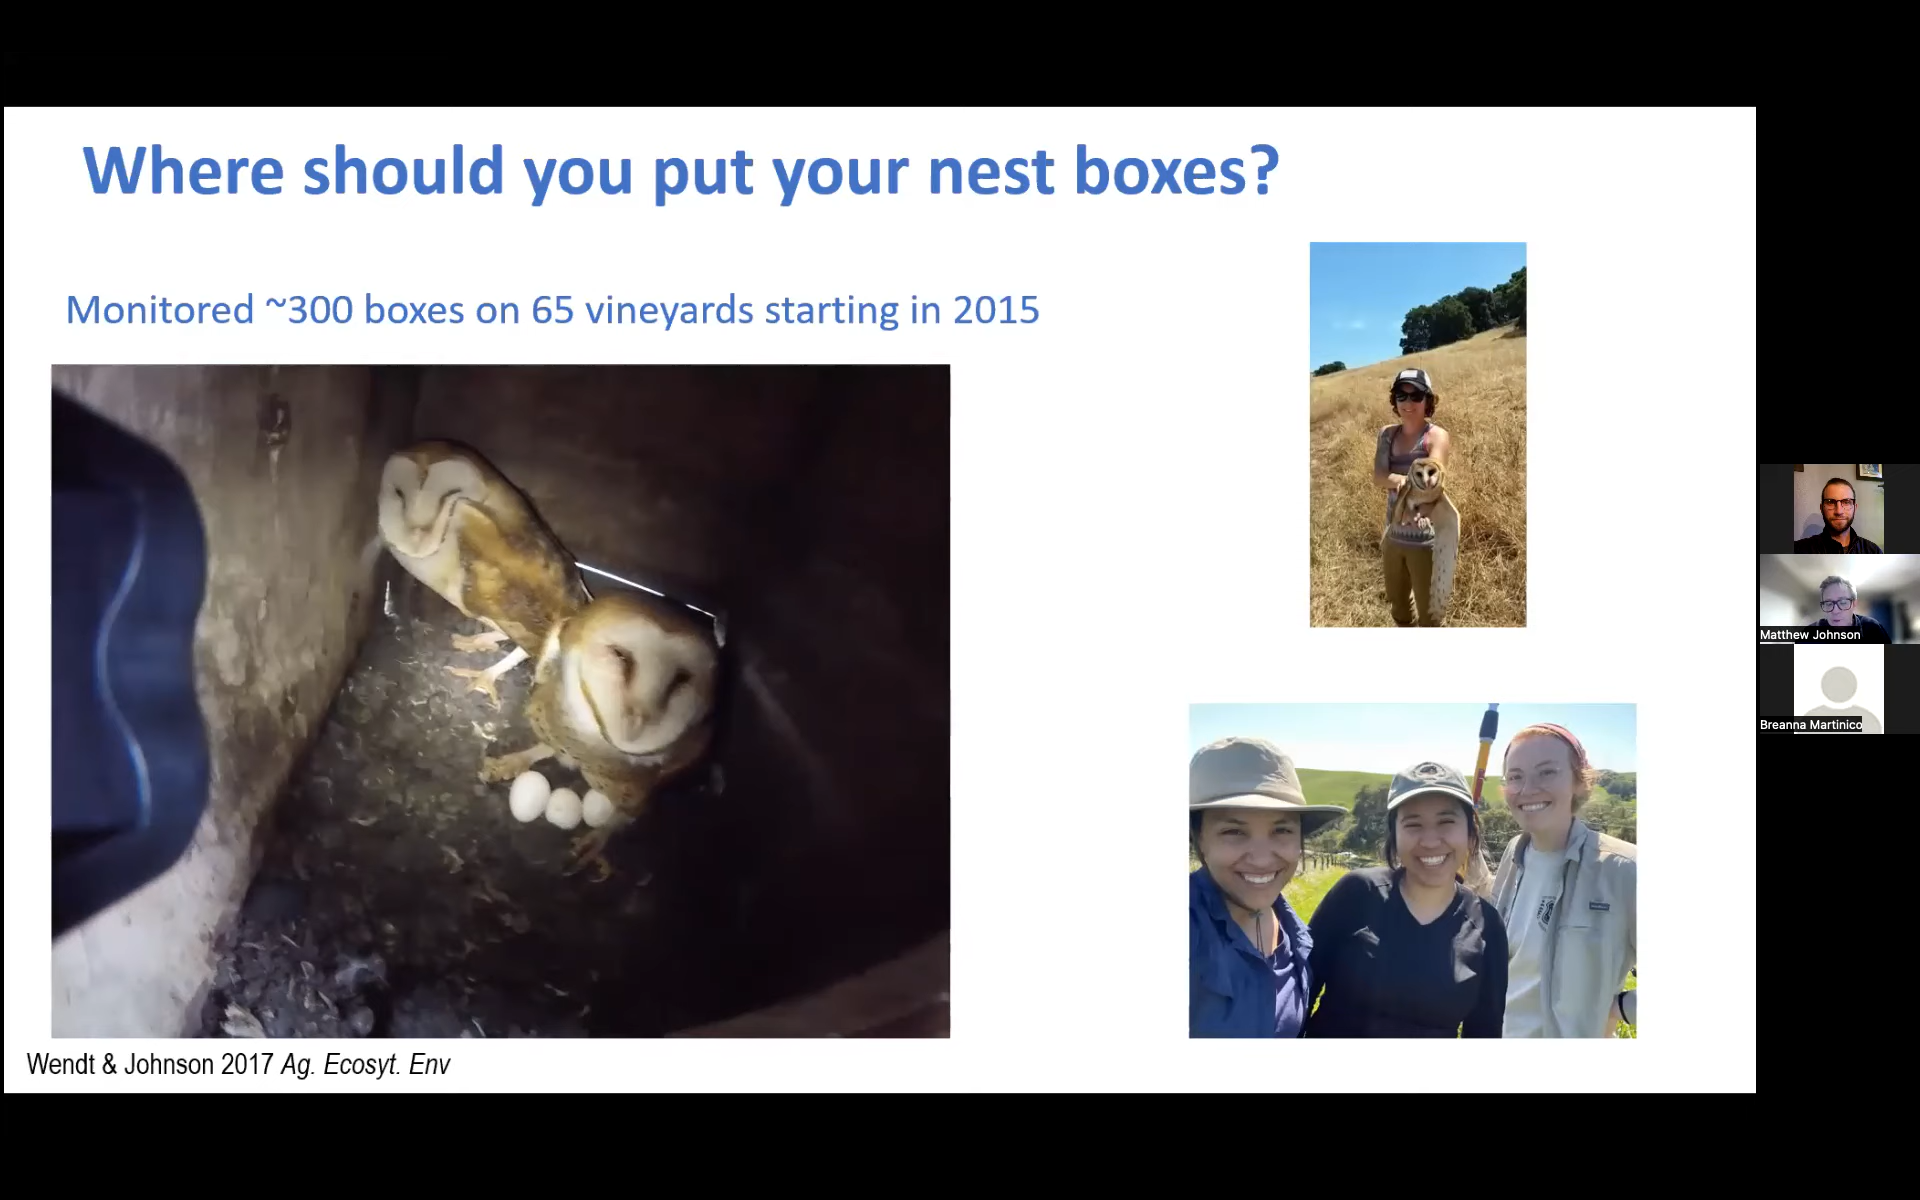 Where should you put your nest boxes?
Monitored ~300 boxes on 65 vineyards starting in 2015
Wendt & Johnson 2017 Ag. Ecosyt. Env
Matthew Johnson
Breanna Martinico